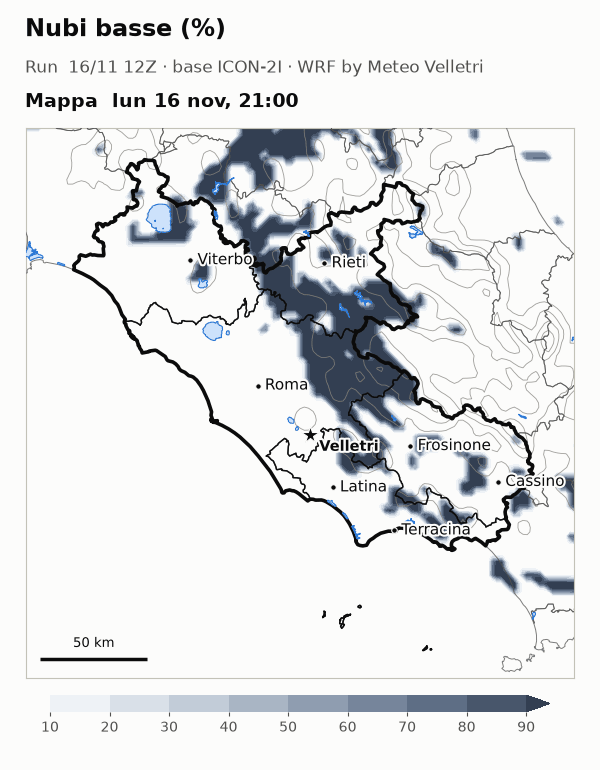 Nubi basse (%)
Run  16/11 12Z · base ICON-2I · WRF by Meteo Velletri
Mappa  lun 16 nov, 21:00
Viterbo
Rieti
Roma
Velletri
Frosinone
Latina
Cassino
Terracina
50 km
10 20 30 40 50 60 70 80 90